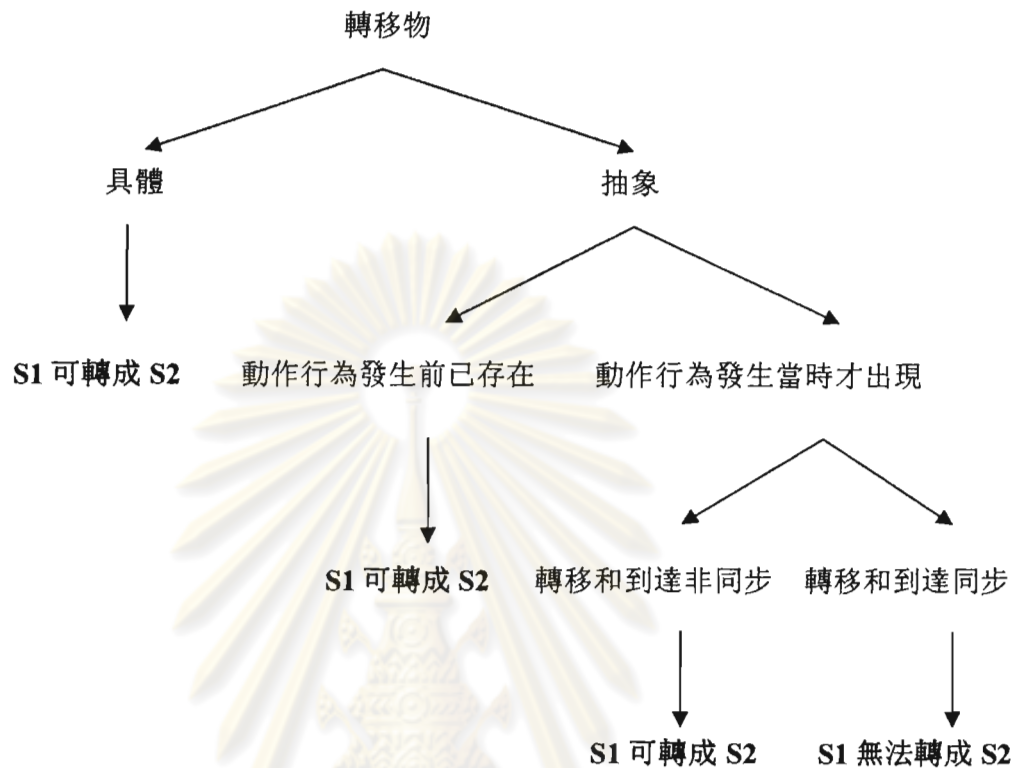 轉移物
具體 抽象
S1 可轉成 S2 動作行為發生前已存在 動作行為發生當時才出現
S1 可轉成 S2 轉移和到達非同步 轉移和到達同步
S1 可轉成 S2 S1 無法轉成 S2